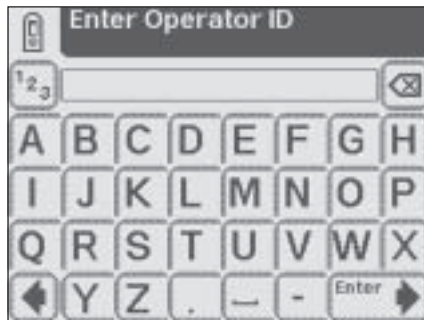 Enter Operator ID
123
A B C D E F G H
I J K L M N O P
Q R S T U V W X
Y Z . _ - Enter